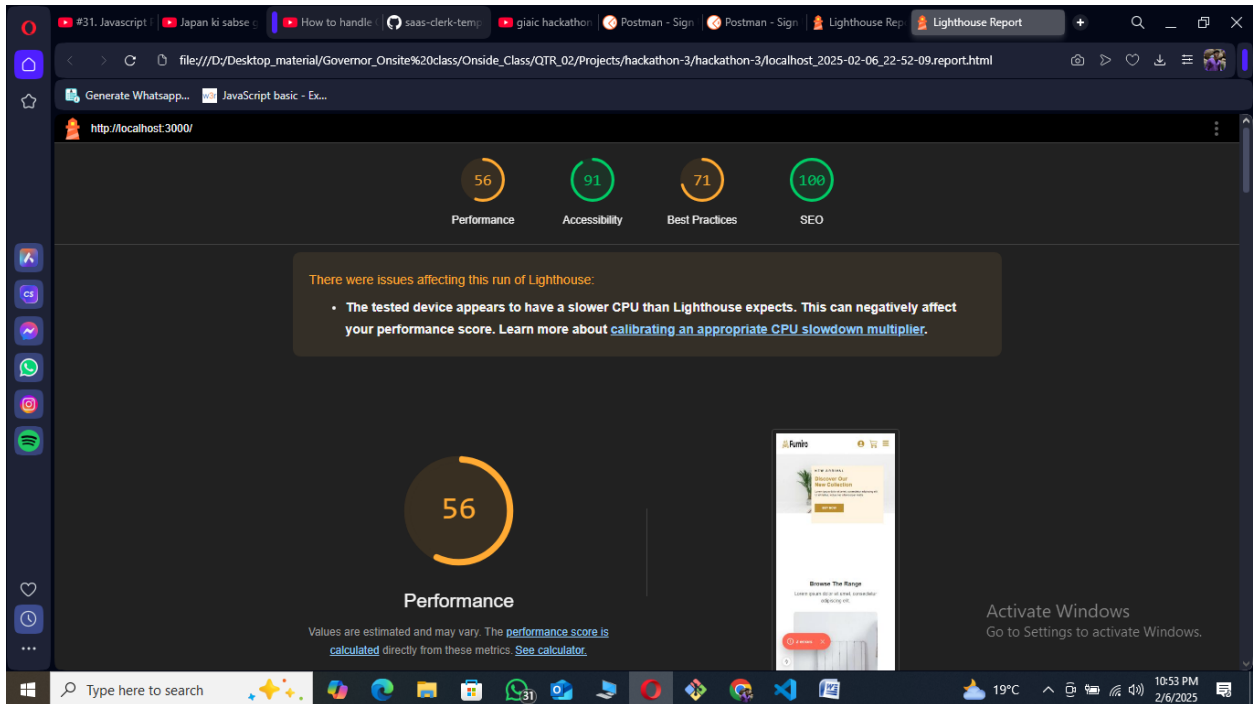 #31. Javascript F
Japan ki sabse g
How to handle
saas-clerk-temp
giaic hackathon
Postman - Sign
Postman - Sign
Lighthouse Rep
Lighthouse Report
file:///D:/Desktop_material/Governor_Onsite%20class/Onside_Class/QTR_02/Projects/hackathon-3/hackathon-3/localhost_2025-02-06_22-52-09.report.html
Generate Whatsapp...
JavaScript basic - Ex...
http://localhost:3000/
56 91 71 100
Performance Accessibility Best Practices SEO
There were issues affecting this run of Lighthouse:
• The tested device appears to have a slower CPU than Lighthouse expects. This can negatively affect
your performance score. Learn more about calibrating an appropriate CPU slowdown multiplier.
CS
56
Performance
Values are estimated and may vary. The performance score is
calculated directly from these metrics. See calculator.
Furniro
Discover Our
New Collection
Browse The Range
Activate Windows
Go to Settings to activate Windows.
Type here to search
31
19°C
10:53 PM
2/6/2025